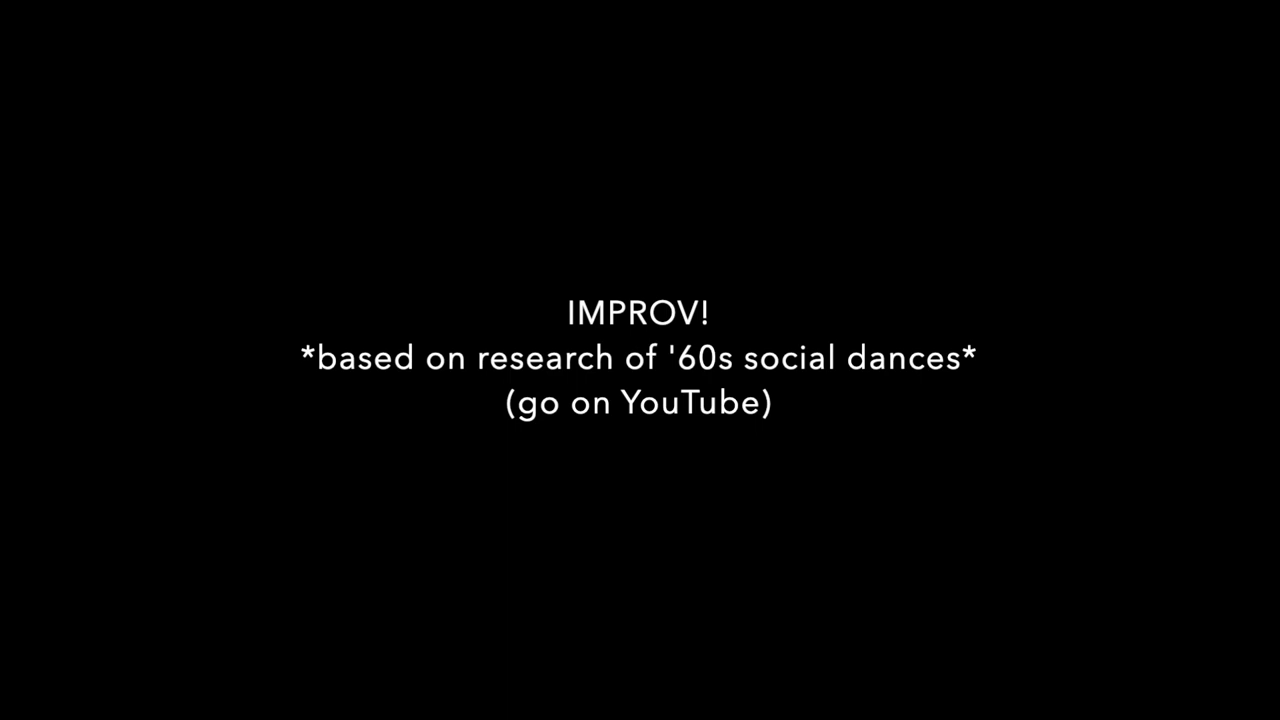 IMPROV!
*based on research of '60s social dances*
(go on YouTube)